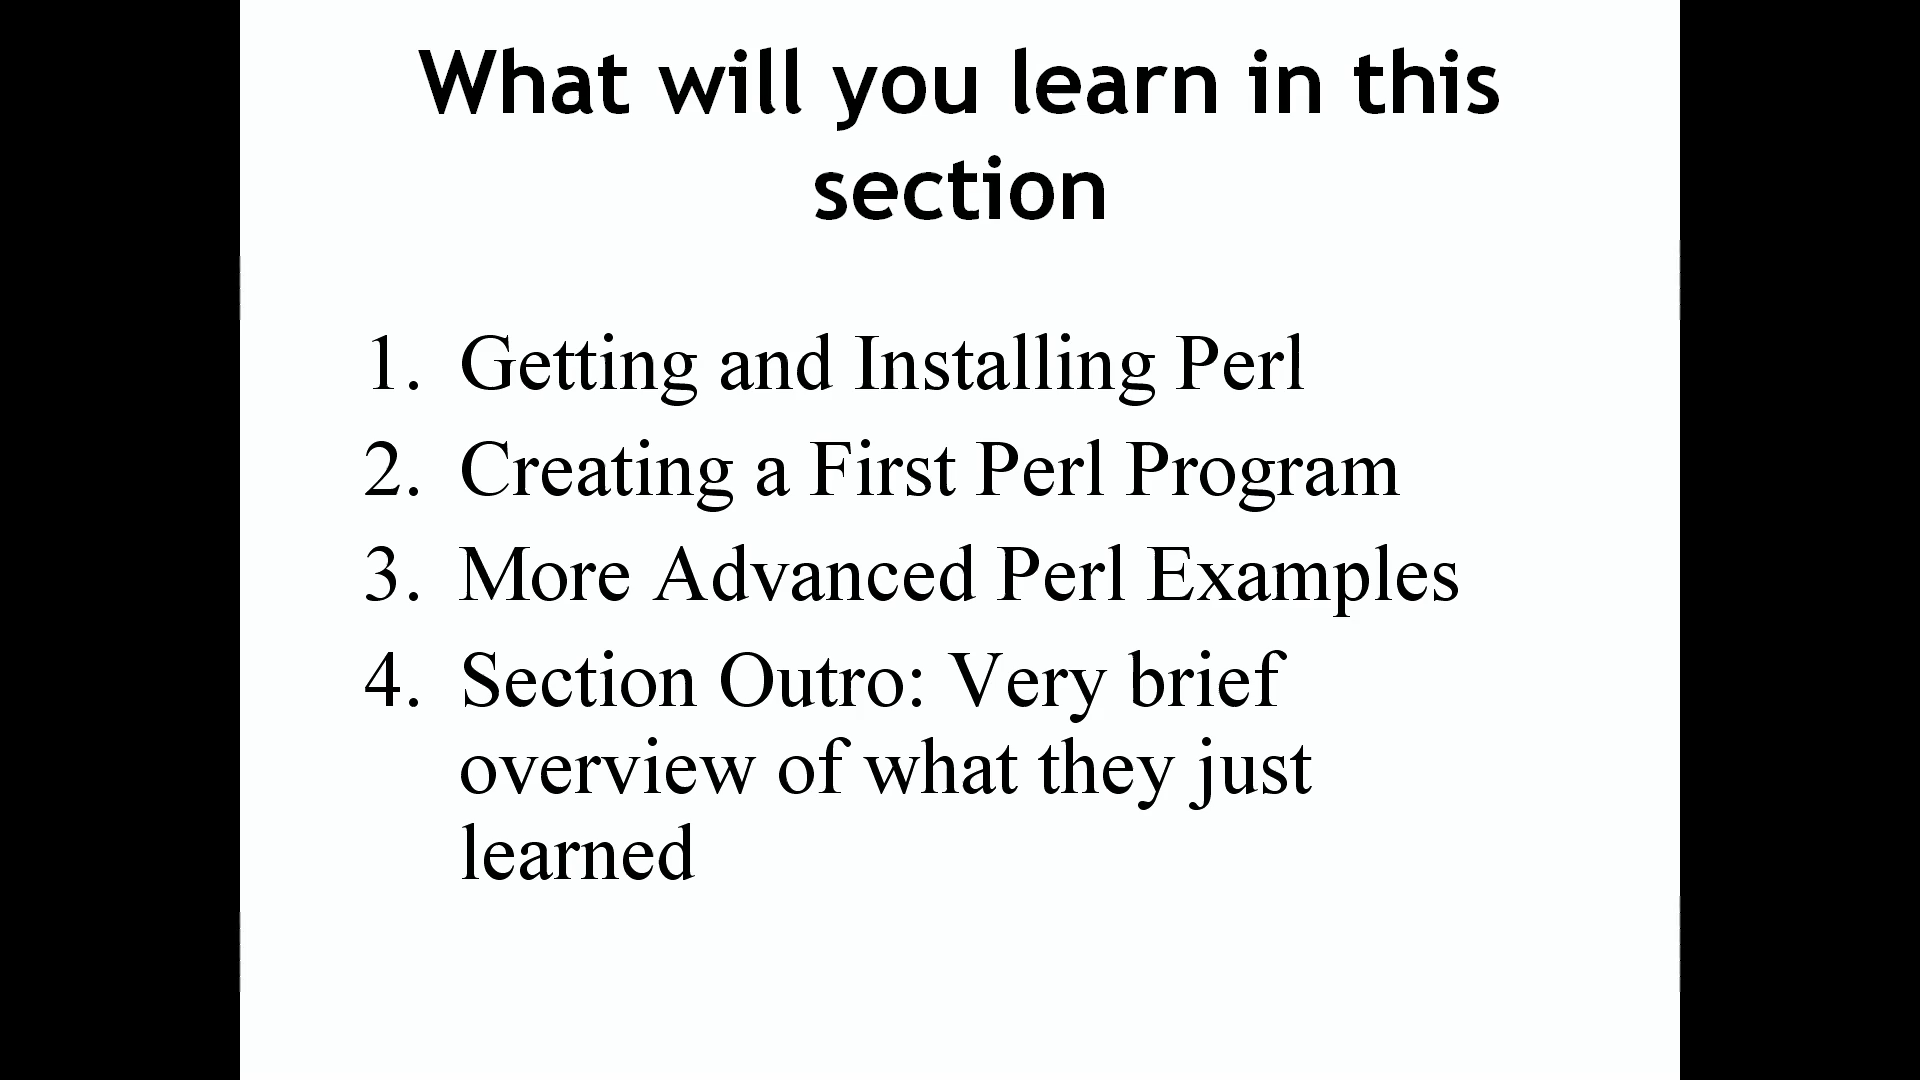 What will you learn in this
section
1. Getting and Installing Perl
2. Creating a First Perl Program
3. More Advanced Perl Examples
4. Section Outro: Very brief
overview of what they just
learned